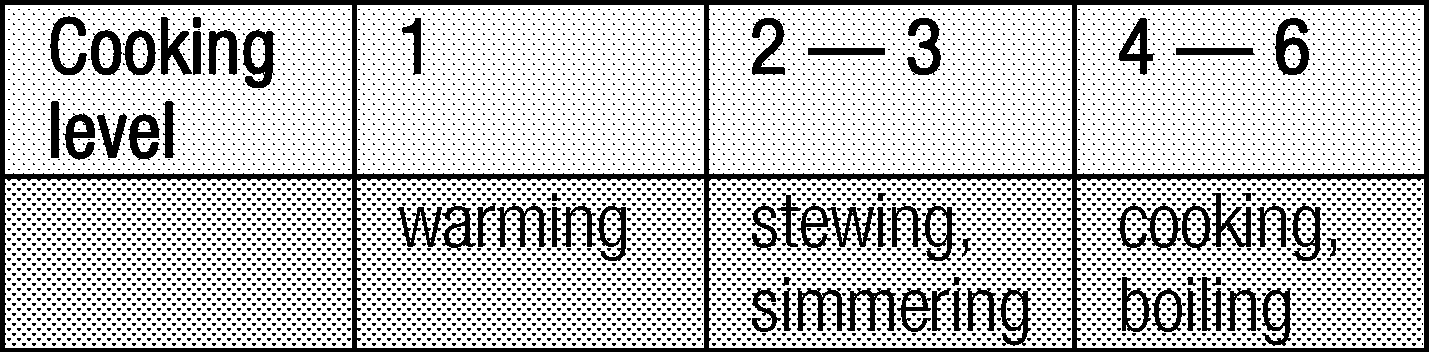 Cooking level
1
2 — 3
4 — 6
warming
stewing,
simmering
cooking,
boiling